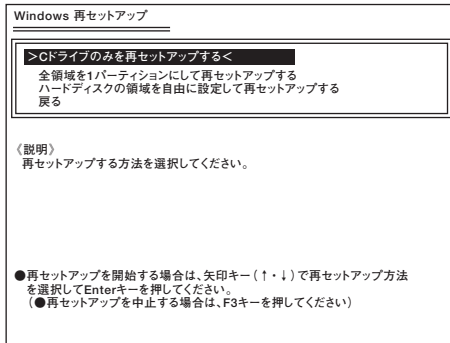 Windows 再セットアップ
>Cドライブのみを再セットアップする<
全領域を1パーティションにして再セットアップする
ハードディスクの領域を自由に設定して再セットアップする
戻る
《説明》
再セットアップする方法を選択してください。
●再セットアップを開始する場合は、矢印キー(↑・↓)で再セットアップ方法
を選択してEnterキーを押してください。
(●再セットアップを中止する場合は、F3キーを押してください)